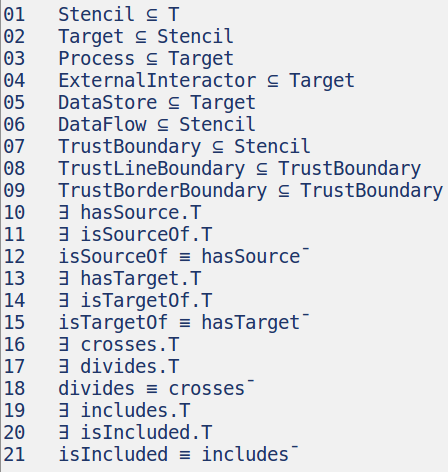 01 Stencil ⊆ T
02 Target ⊆ Stencil
03 Process ⊆ Target
04 ExternalInteractor ⊆ Target
05 DataStore ⊆ Target
06 DataFlow ⊆ Stencil
07 TrustBoundary ⊆ Stencil
08 TrustLineBoundary ⊆ TrustBoundary
09 TrustBorderBoundary ⊆ TrustBoundary
10 ∃ hasSource.T
11 ∃ isSourceOf.T
12 isSourceOf ≡ hasSource¯
13 ∃ hasTarget.T
14 ∃ isTargetOf.T
15 isTargetOf ≡ hasTarget¯
16 ∃ crosses.T
17 ∃ divides.T
18 divides ≡ crosses¯
19 ∃ includes.T
20 ∃ isIncluded.T
21 isIncluded ≡ includes¯